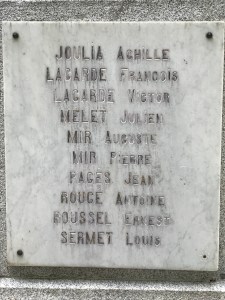 JOULIA ACHILLE
LAGARDE FRANCOIS
LAGARDE VICTOR
MELET JULIEN
MIR AUGUSTE
MIR PIERRE
PAGES JEAN
ROUGE ANTOINE
ROUSSEL ERNEST
SERMET LOUIS